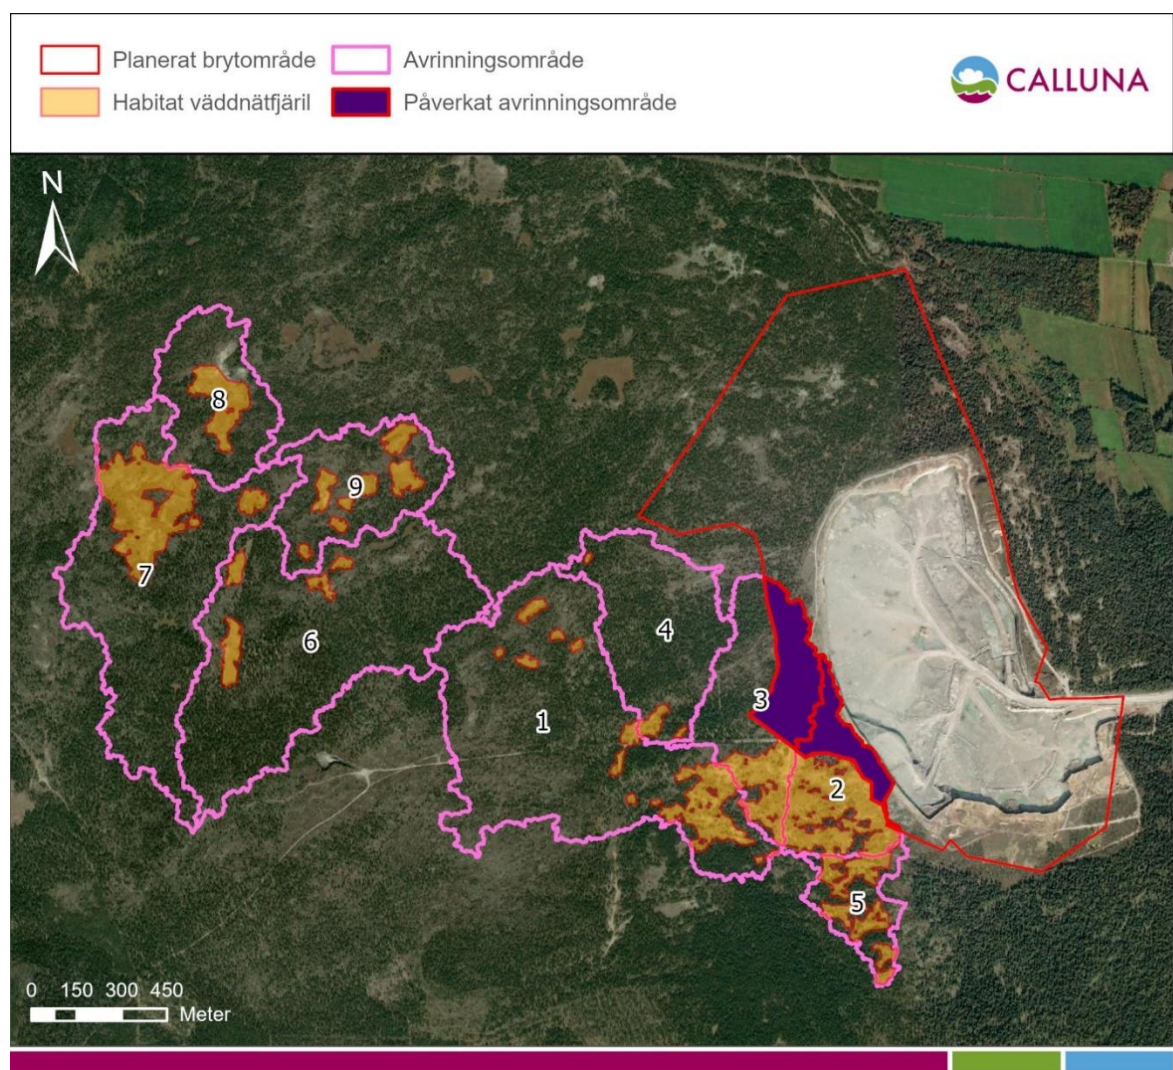 Planerat brytområde
Avrinningsområde
Habitat väddnätfjäril
Påverkat avrinningsområde
CALLUNA
N
8
9
7
6
4
1
3
2
5
0 150 300 450
Meter